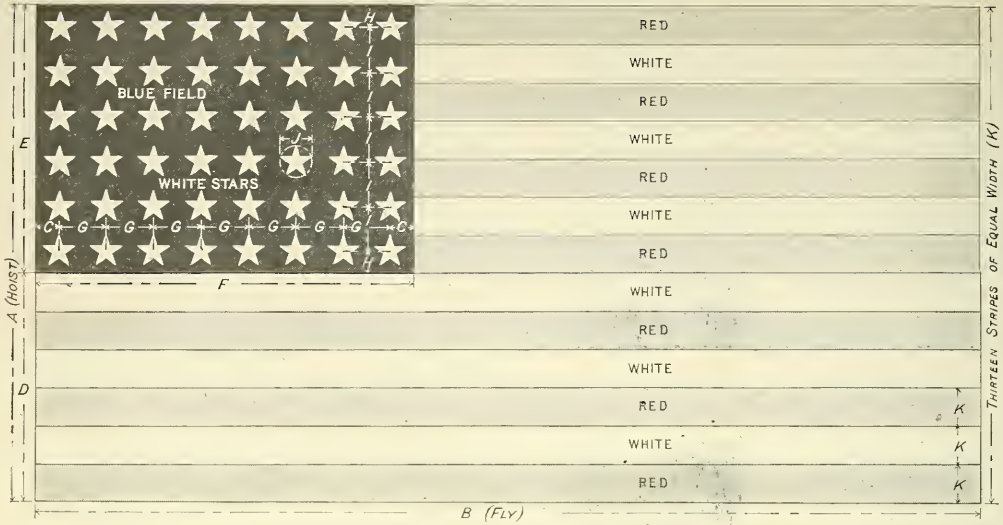 H
RED
I
WHITE
BLUE FIELD
I
RED
J
I
WHITE
E
I
RED
WHITE STARS
I
WHITE
C G G G G G G G C
H
RED
F
WHITE
RED
WHITE
D
RED
K
WHITE
K
RED
K
A (HOIST)
B (FLY)
THIRTEEN STRIPES OF EQUAL WIDTH (K)